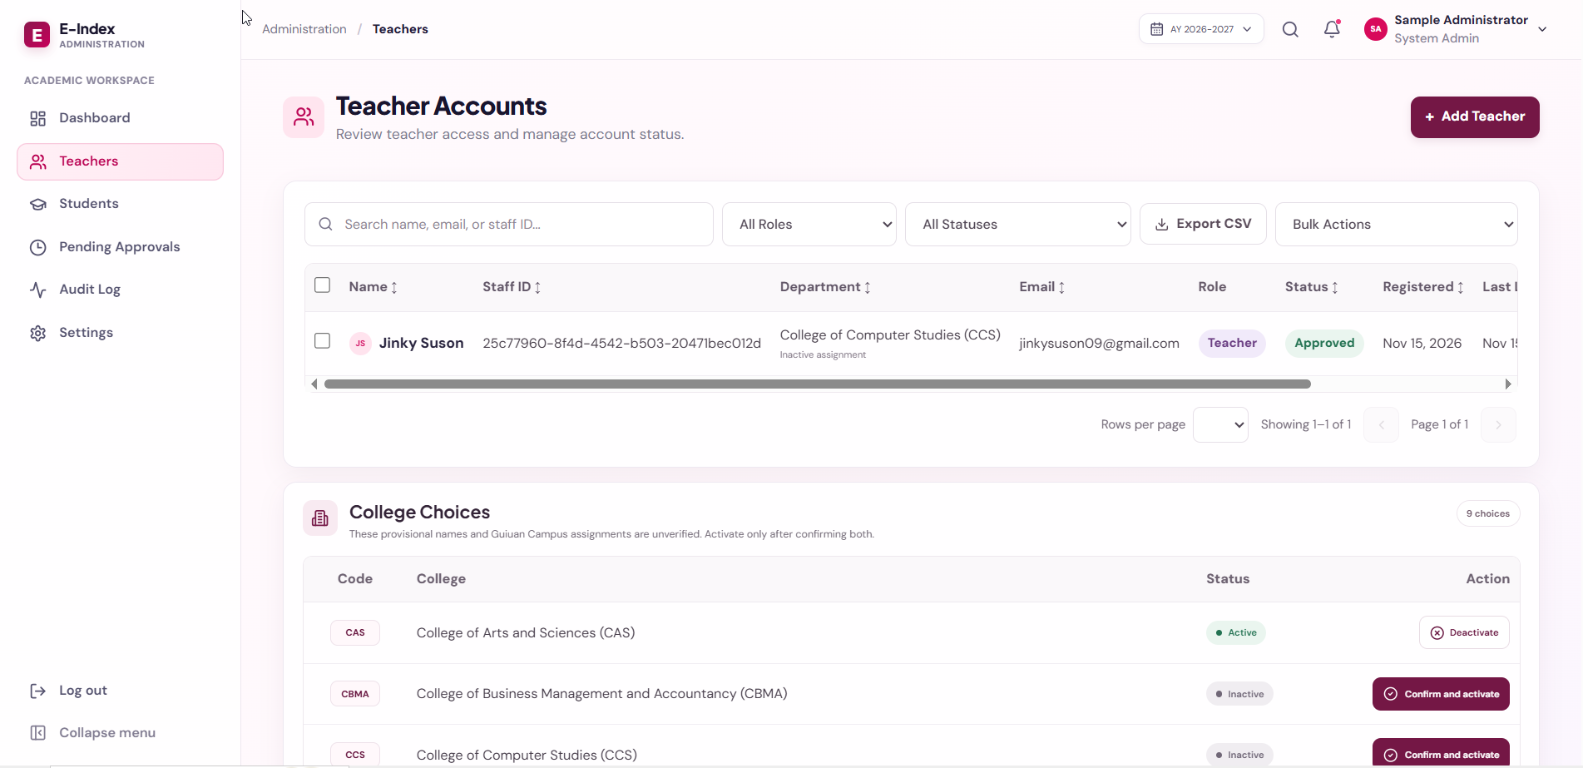 E
E-Index
ADMINISTRATION
ACADEMIC WORKSPACE
Dashboard
Teachers
Students
Pending Approvals
Audit Log
Settings
Log out
Collapse menu
Administration / Teachers
AY 2026-2027
SA
Sample Administrator
System Admin
Teacher Accounts
Review teacher access and manage account status.
+ Add Teacher
Search name, email, or staff ID...
All Roles
All Statuses
Export CSV
Bulk Actions
Name Staff ID Department Email Role Status Registered Last
JS Jinky Suson 25c77960-8f4d-4542-b503-20471bec012d College of Computer Studies (CCS) jinkysuson09@gmail.com Teacher Approved Nov 15, 2026 Nov 15
Inactive assignment
Rows per page Showing 1–1 of 1 Page 1 of 1
College Choices
These provisional names and Guiuan Campus assignments are unverified. Activate only after confirming both.
9 choices
Code College Status Action
CAS College of Arts and Sciences (CAS) Active Deactivate
CBMA College of Business Management and Accountancy (CBMA) Inactive Confirm and activate
CCS College of Computer Studies (CCS) Inactive Confirm and activate